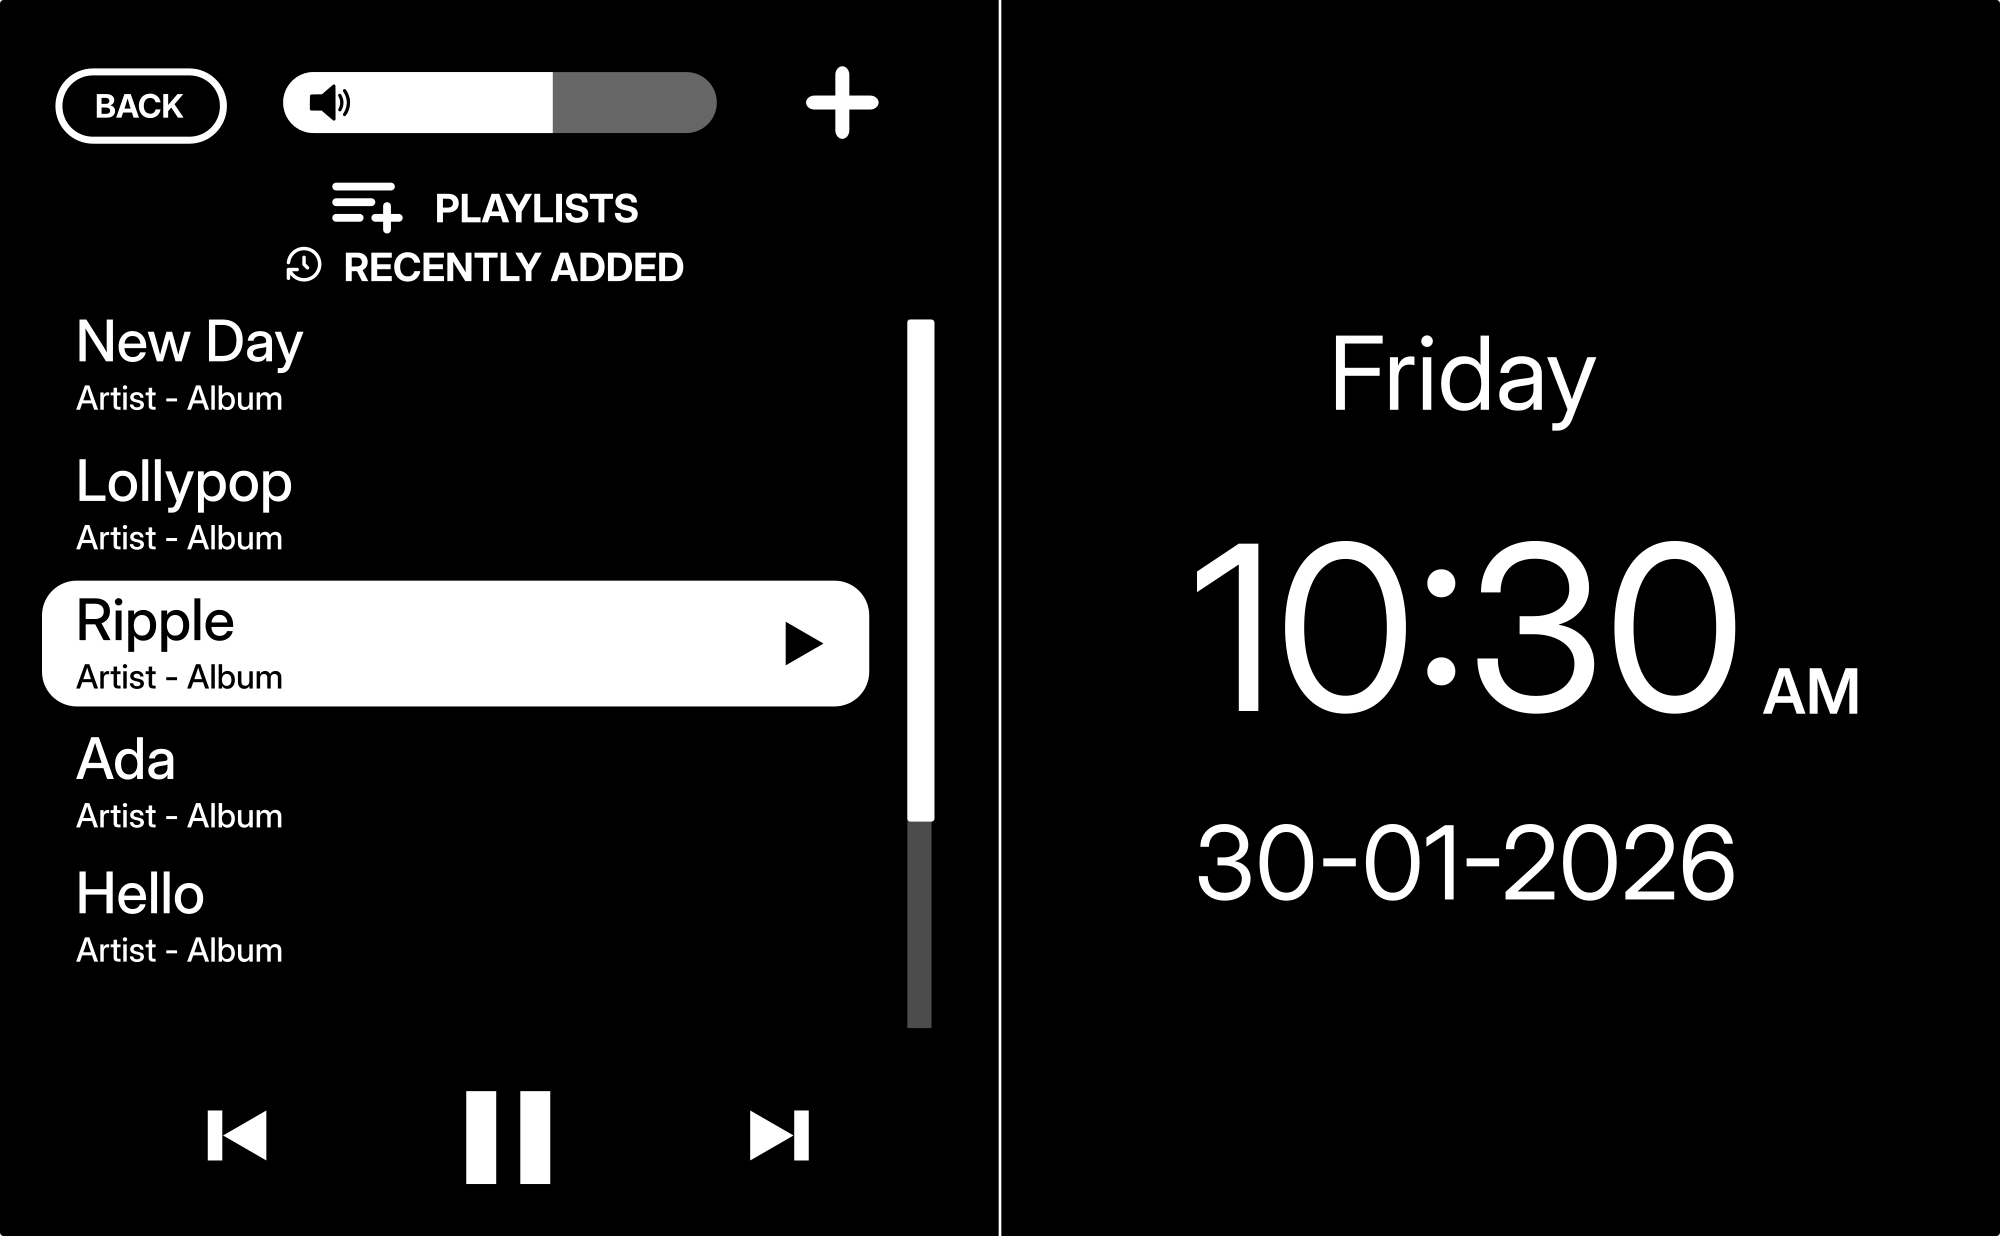 BACK
PLAYLISTS
RECENTLY ADDED
New Day
Artist - Album
Lollypop
Artist - Album
Ripple
Artist - Album
Ada
Artist - Album
Hello
Artist - Album
Friday
10:30 AM
30-01-2026